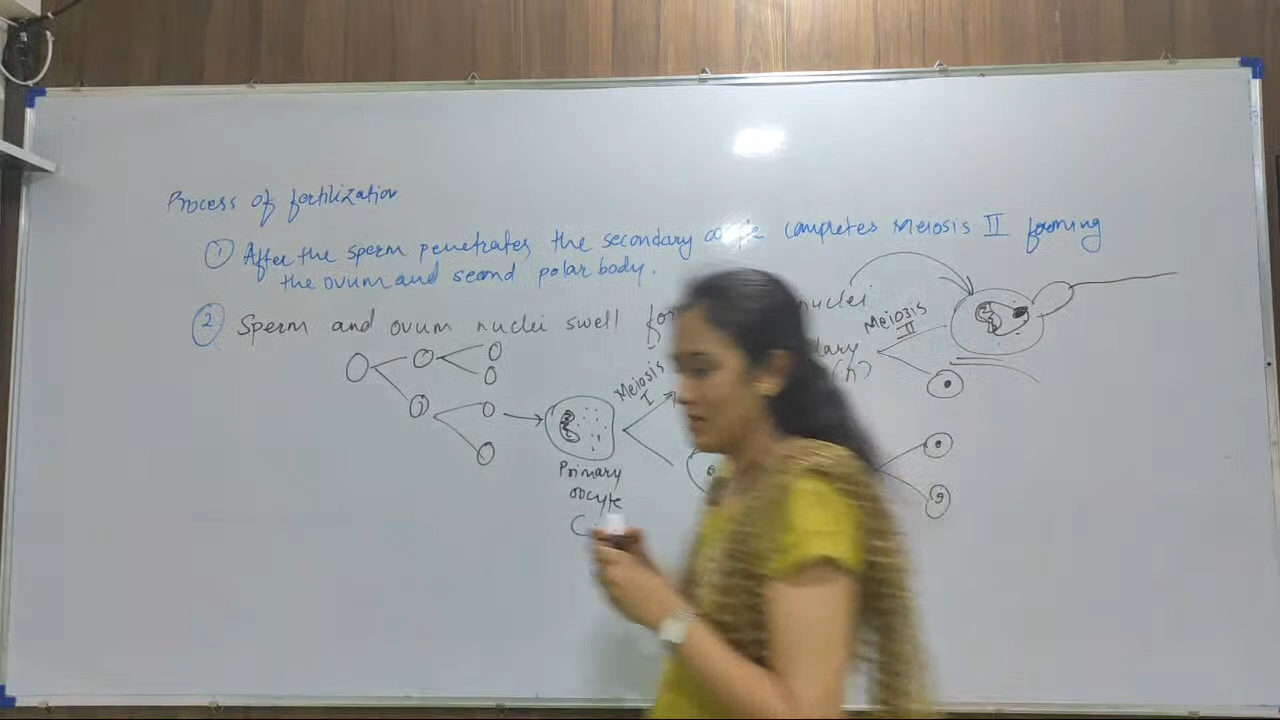 Process of fertilization
① After the sperm penetrates the secondary completes Meiosis II forming
the ovum and second polar body.
② Sperm and ovum nuclei swell nuclei
Meiosis
II
Meiosis
I
(n)
Primary
oocyte